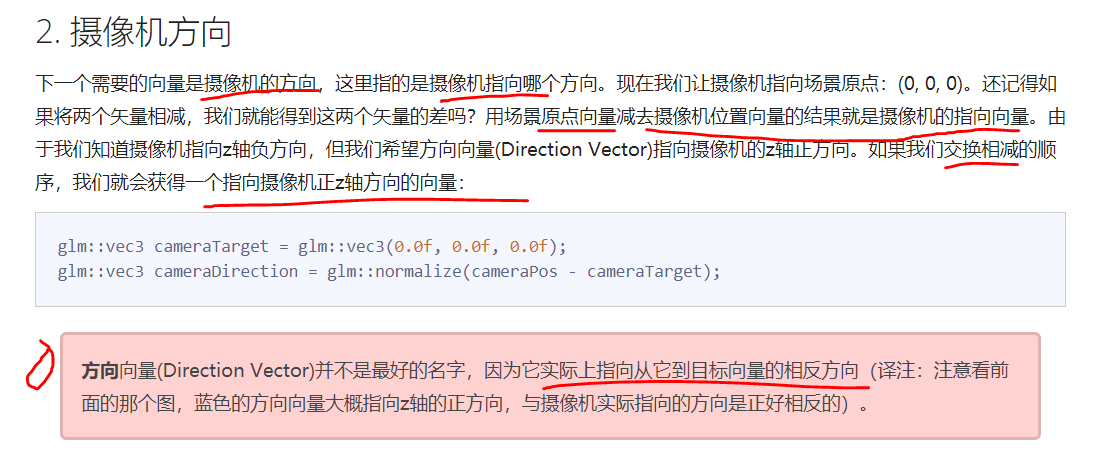 2. 摄像机方向
下一个需要的向量是摄像机的方向，这里指的是摄像机指向哪个方向。现在我们让摄像机指向场景原点：(0, 0, 0)。还记得如
果将两个矢量相减，我们就能得到这两个矢量的差吗？用场景原点向量减去摄像机位置向量的结果就是摄像机的指向向量。由
于我们知道摄像机指向z轴负方向，但我们希望方向向量(Direction Vector)指向摄像机的z轴正方向。如果我们交换相减的顺
序，我们就会获得一个指向摄像机正z轴方向的向量：
glm::vec3 cameraTarget = glm::vec3(0.0f, 0.0f, 0.0f);
glm::vec3 cameraDirection = glm::normalize(cameraPos - cameraTarget);
方向向量(Direction Vector)并不是最好的名字，因为它实际上指向从它到目标向量的相反方向（译注：注意看前
面的那个图，蓝色的方向向量大概指向z轴的正方向，与摄像机实际指向的方向是正好相反的）。